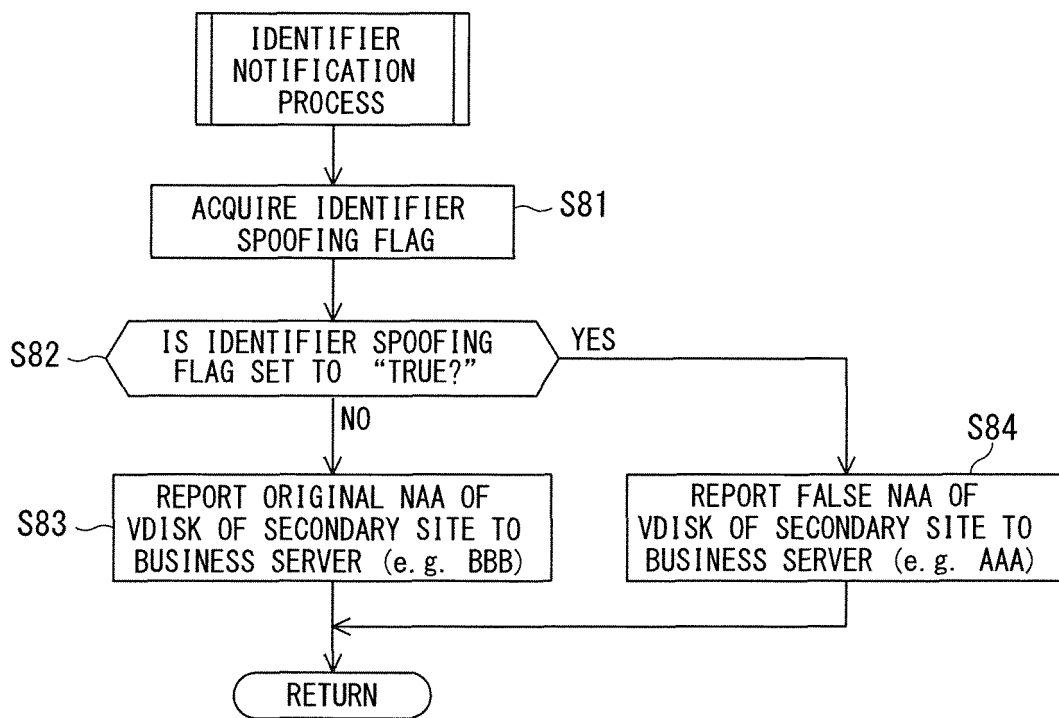 IDENTIFIER
NOTIFICATION
PROCESS
ACQUIRE IDENTIFIER
SPOOFING FLAG
S81
S82
IS IDENTIFIER SPOOFING
FLAG SET TO “TRUE?”
YES
NO
S83
REPORT ORIGINAL NAA OF
VDISK OF SECONDARY SITE TO
BUSINESS SERVER (e.g. BBB)
S84
REPORT FALSE NAA OF
VDISK OF SECONDARY SITE TO
BUSINESS SERVER (e.g. AAA)
RETURN